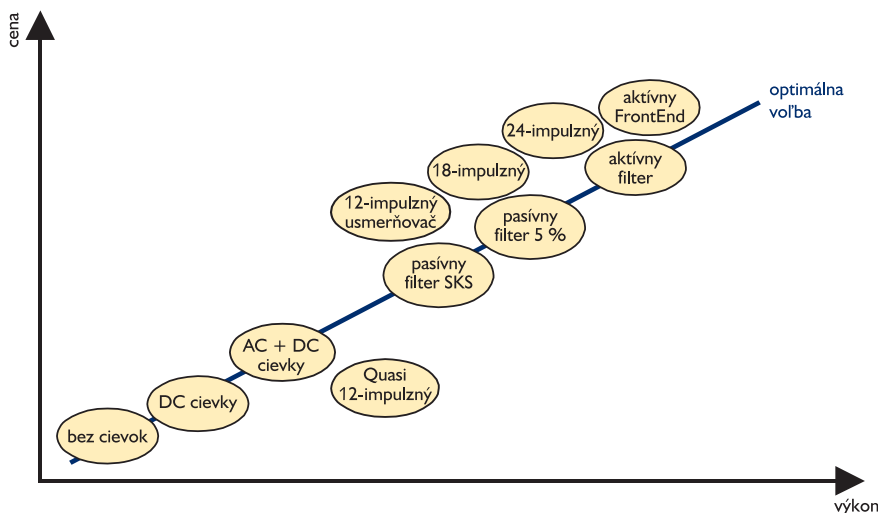 cena
aktívny
FrontEnd
optimálna
voľba
24-impulzný
18-impulzný
aktívny
filter
12-impulzný
usmerňovač
pasívny
filter 5 %
pasívny
filter SKS
AC + DC
cievky
Quasi
12-impulzný
DC cievky
bez cievok
výkon